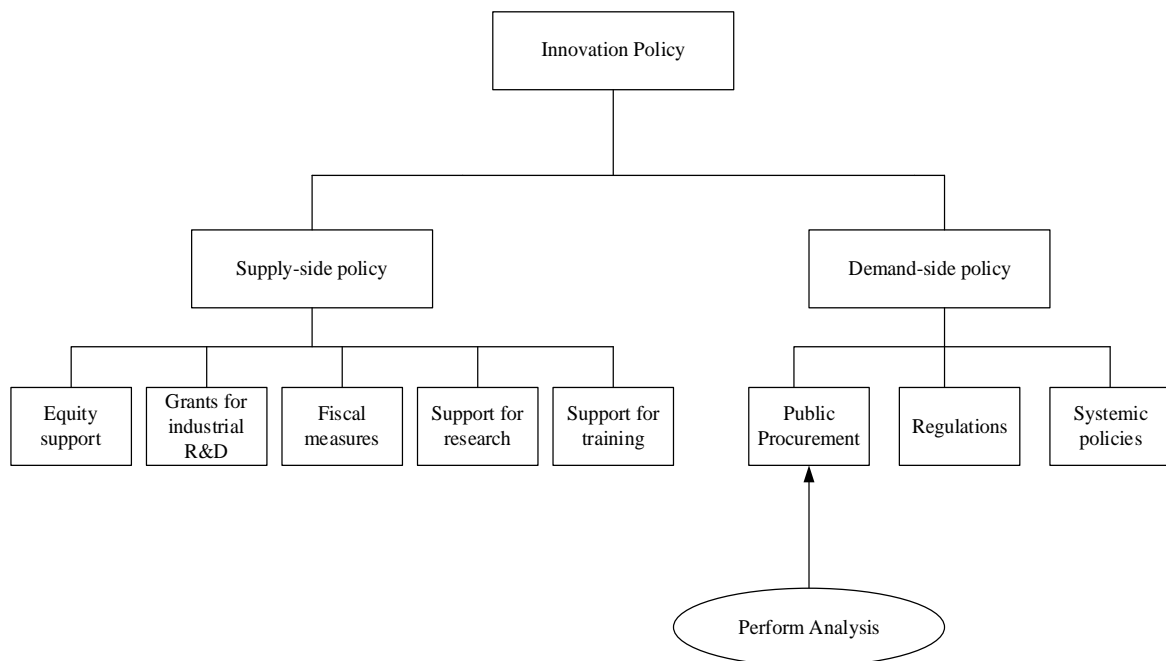 Innovation Policy
Supply-side policy
Demand-side policy
Equity
support
Grants for
industrial
R&D
Fiscal
measures
Support for
research
Support for
training
Public
Procurement
Regulations
Systemic
policies
Perform Analysis